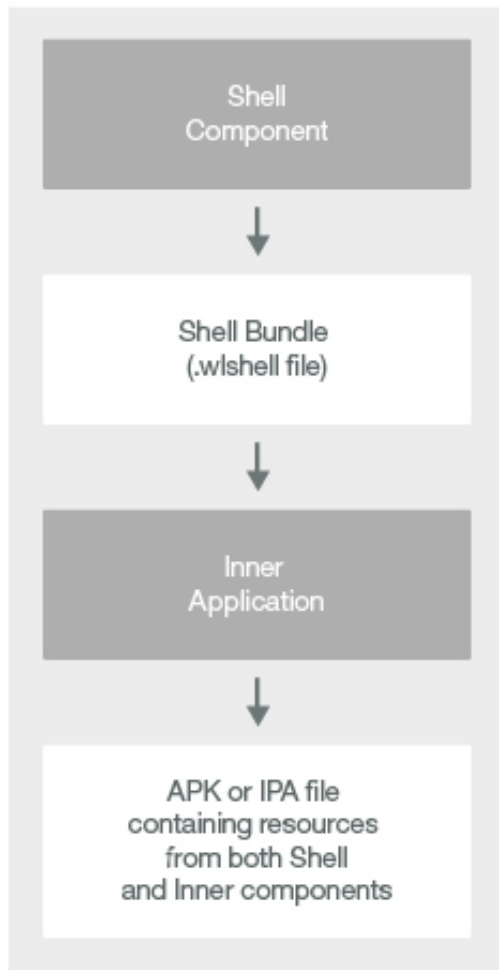 Shell
Component
Shell Bundle
(.wlshell file)
Inner
Application
APK or IPA file
containing resources
from both Shell
and Inner components